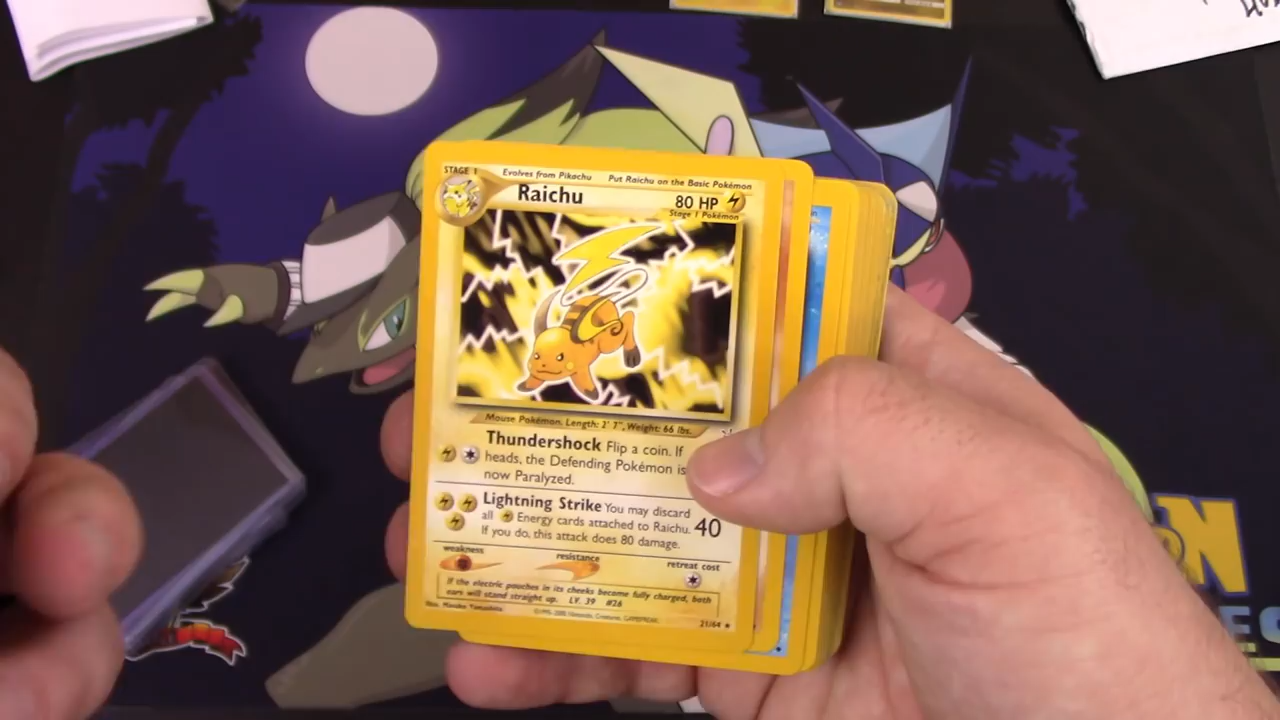 STAGE 1 Evolves from Pikachu Put Raichu on the Basic Pokémon
Raichu 80 HP
Stage 1 Pokémon
Mouse Pokémon. Length: 2' 7", Weight: 66 lbs.
Thundershock Flip a coin. If
heads, the Defending Pokémon is
now Paralyzed.
Lightning Strike You may discard
all Energy cards attached to Raichu. 40
If you do, this attack does 80 damage.
weakness resistance retreat cost
If the electric pouches in its cheeks become fully charged, both
ears will stand straight up. LV. 39 #26
21/64